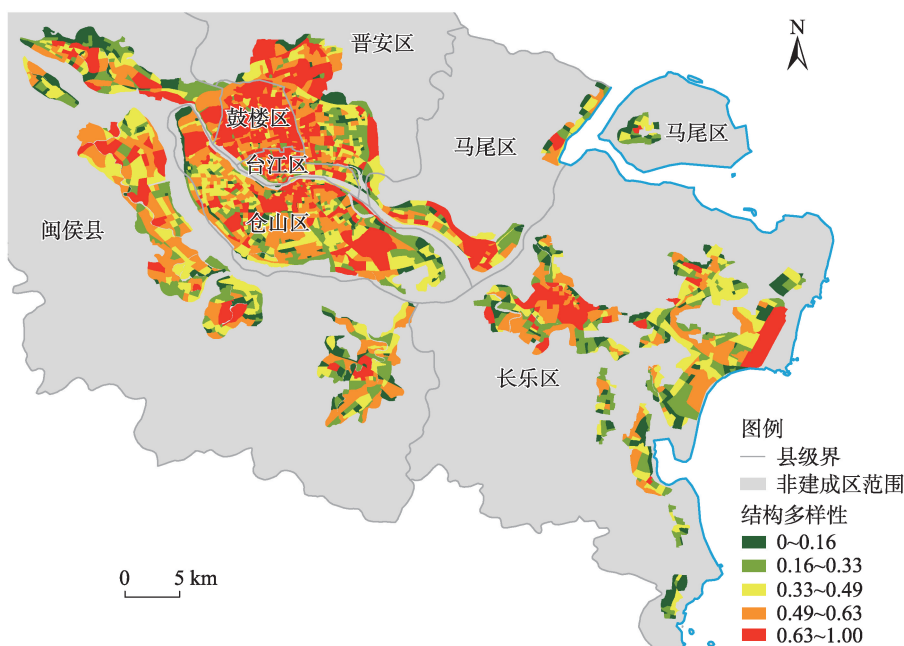 晋安区
N
鼓楼区
马尾区
马尾区
台江区
仓山区
闽侯县
长乐区
图例
县级界
非建成区范围
结构多样性
0~0.16
0.16~0.33
0.33~0.49
0.49~0.63
0.63~1.00
0 5 km